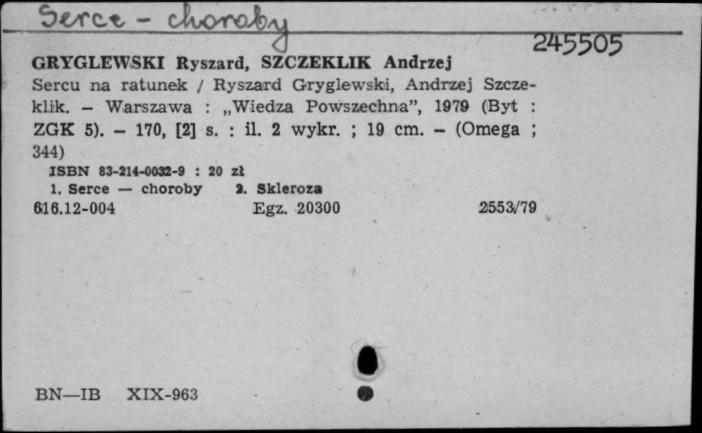 Serce - choroby
245505
GRYGLEWSKI Ryszard, SZCZEKLIK Andrzej
Sercu na ratunek / Ryszard Gryglewski, Andrzej Szcze-
klik. — Warszawa : „Wiedza Powszechna”, 1979 (Byt :
ZGK 5). — 170, [2] s. : il. 2 wykr. ; 19 cm. — (Omega ;
344)
ISBN 83-214-0032-9 : 20 zł
1. Serce — choroby 2. Skleroza
616.12-004 Egz. 20300 2553/79
BN—IB XIX-963